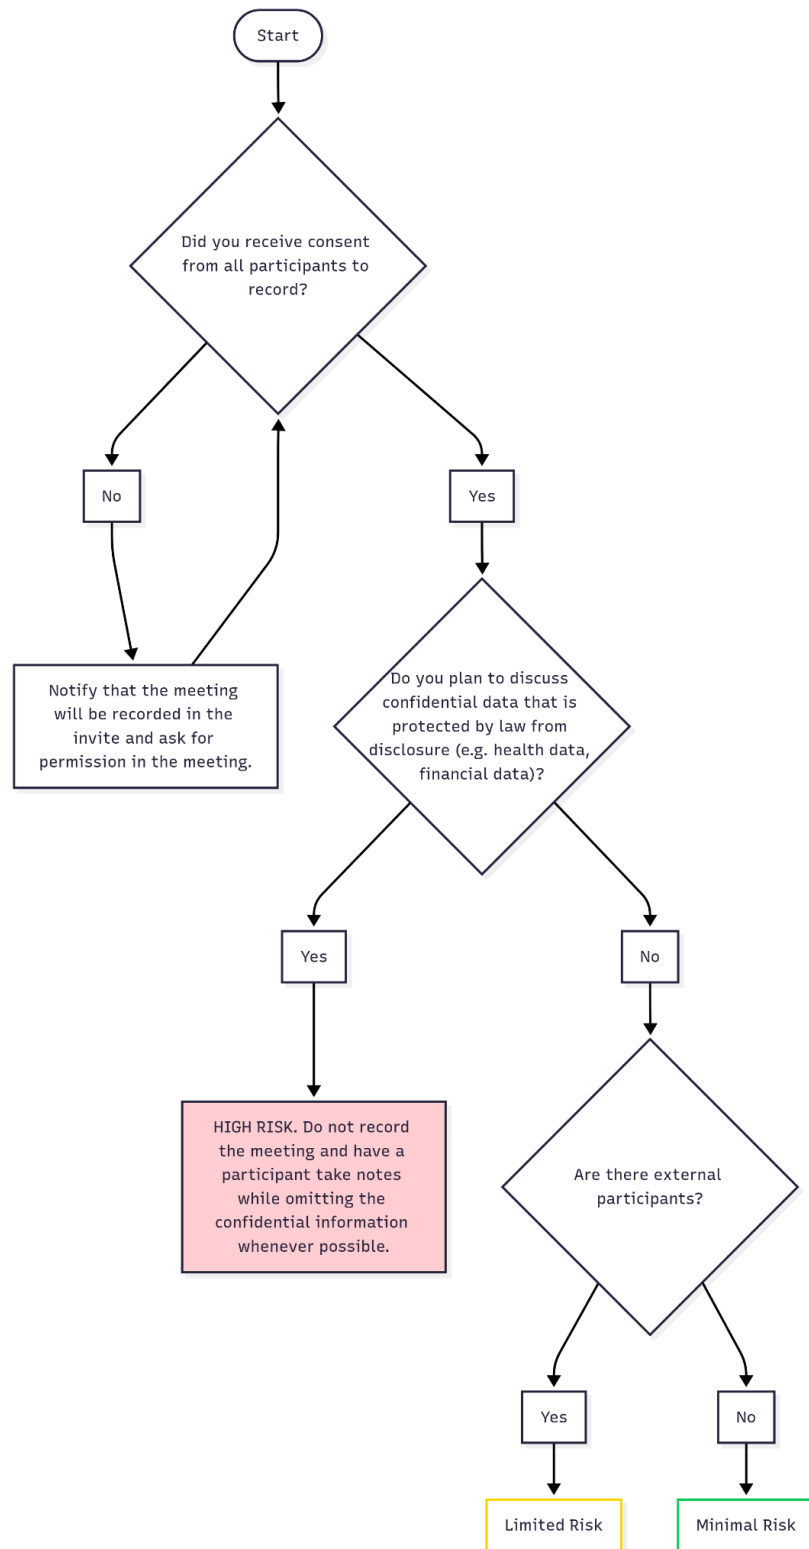 Start
Did you receive consent
from all participants to
record?
No
Yes
Notify that the meeting
will be recorded in the
invite and ask for
permission in the meeting.
Do you plan to discuss
confidential data that is
protected by law from
disclosure (e.g. health data,
financial data)?
Yes
No
HIGH RISK. Do not record
the meeting and have a
participant take notes
while omitting the
confidential information
whenever possible.
Are there external
participants?
Yes
No
Limited Risk
Minimal Risk